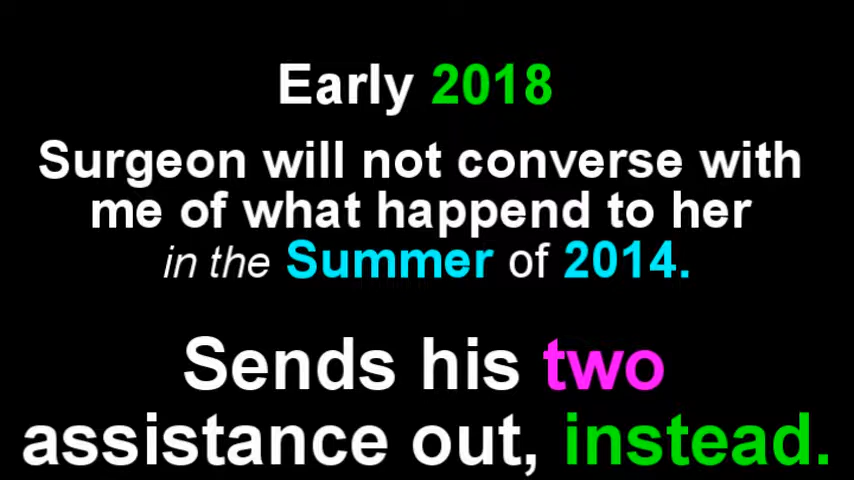 Early 2018
Surgeon will not converse with
me of what happend to her
in the Summer of 2014.
Sends his two
assistance out, instead.